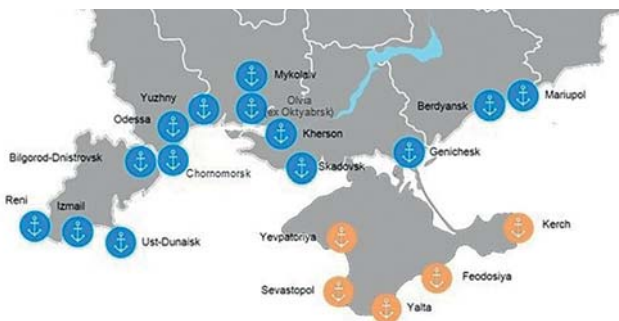 Mykolaiv
Yuzhny
Olvia
(ex Oktyabrsk)
Mariupol
Berdyansk
Odessa
Kherson
Bilgorod-Dnistrovsk
Chornomorsk
Skadovsk
Genichesk
Reni
Izmail
Ust-Dunaisk
Yevpatoriya
Kerch
Feodosiya
Sevastopol
Yalta